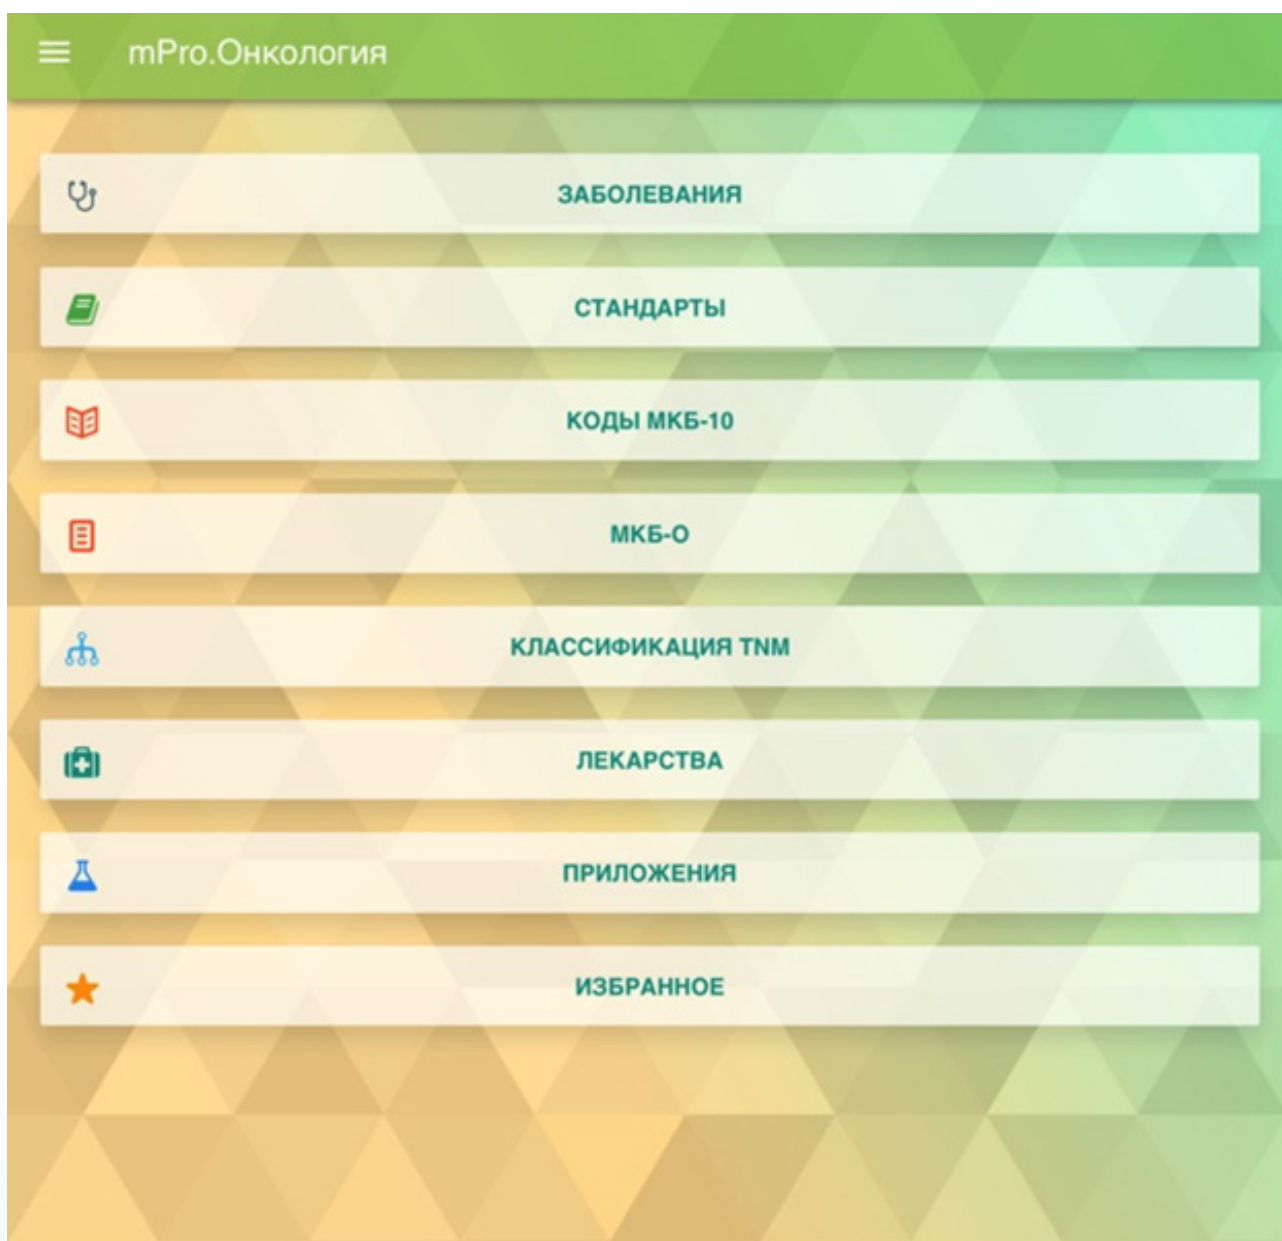 mPro.Онкология
ЗАБОЛЕВАНИЯ
СТАНДАРТЫ
КОДЫ МКБ-10
МКБ-О
КЛАССИФИКАЦИЯ TNM
ЛЕКАРСТВА
ПРИЛОЖЕНИЯ
ИЗБРАННОЕ